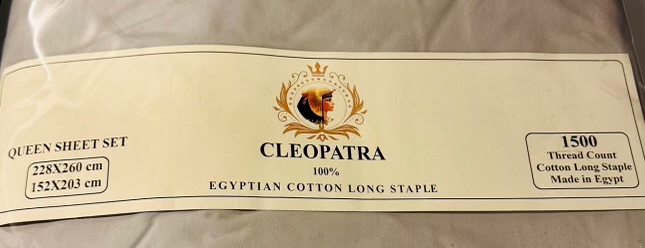 QUEEN SHEET SET
228X260 cm
152X203 cm
CLEOPATRA
100%
EGYPTIAN COTTON LONG STAPLE
1500
Thread Count
Cotton Long Staple
Made in Egypt